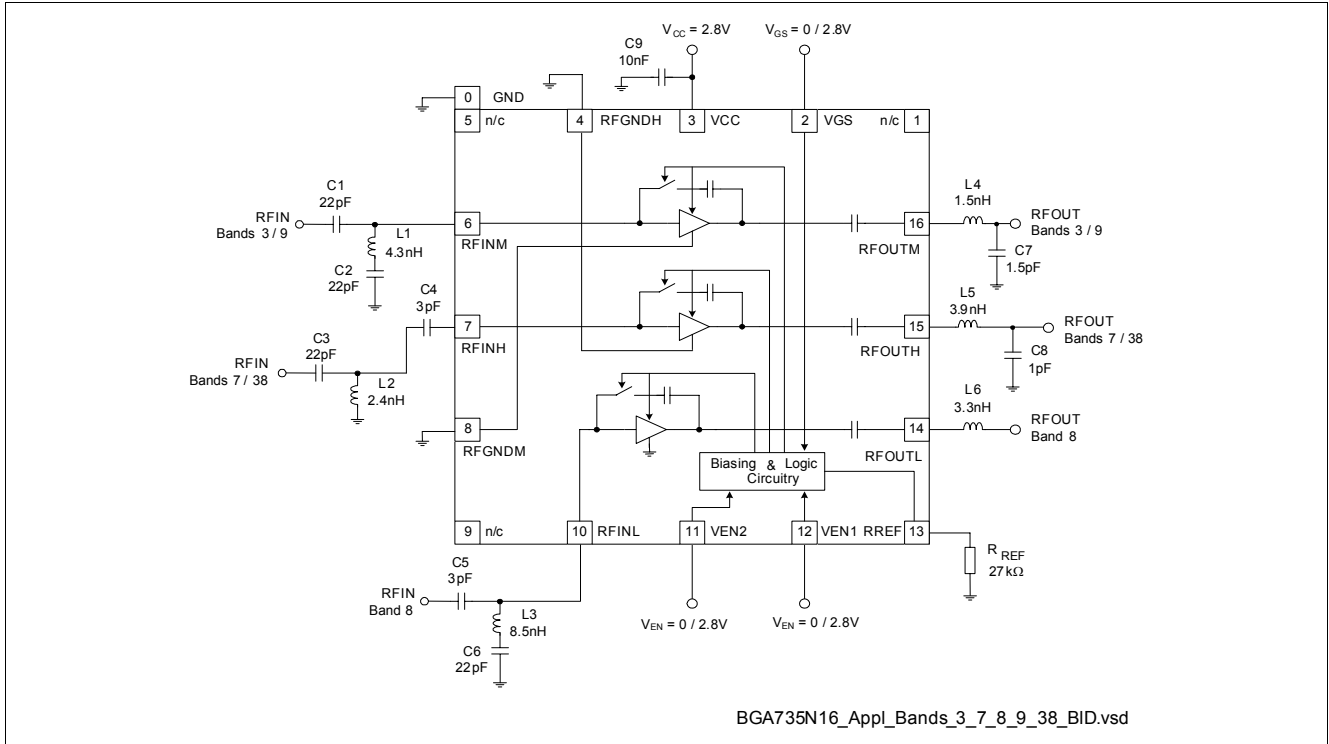 V_CC = 2.8V
V_GS = 0 / 2.8V
C9
10nF
0
GND
5
n/c
4
RFGNDH
3
VCC
2
VGS
n/c
1
C1
22pF
RFIN
Bands 3 / 9
L1
4.3nH
C2
22pF
6
RFINM
16
RFOUTM
L4
1.5nH
RFOUT
Bands 3 / 9
C7
1.5pF
C4
3pF
7
RFINH
15
RFOUTH
L5
3.9nH
RFOUT
Bands 7 / 38
C8
1pF
C3
22pF
RFIN
Bands 7 / 38
L2
2.4nH
8
RFGNDM
14
RFOUTL
L6
3.3nH
RFOUT
Band 8
Biasing & Logic
Circuitry
9
n/c
10
RFINL
11
VEN2
12
VEN1
RREF
13
R_REF
27kΩ
C5
3pF
RFIN
Band 8
L3
8.5nH
C6
22pF
V_EN = 0 / 2.8V
V_EN = 0 / 2.8V
BGA735N16_Appl_Bands_3_7_8_9_38_BID.vsd